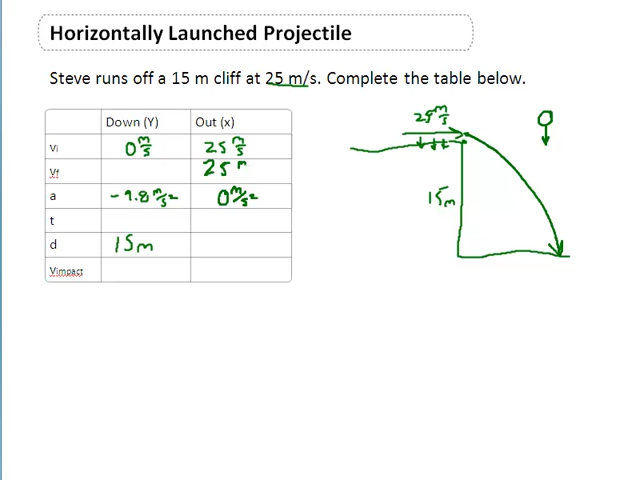 Horizontally Launched Projectile
Steve runs off a 15 m cliff at 25 m/s. Complete the table below.
Down (Y) Out (x)
Vi 0 m/s 25 m/s
Vf 25 m
a -9.8 m/s² 0 m/s²
t
d 15m
Vimpact
25 m/s
15m